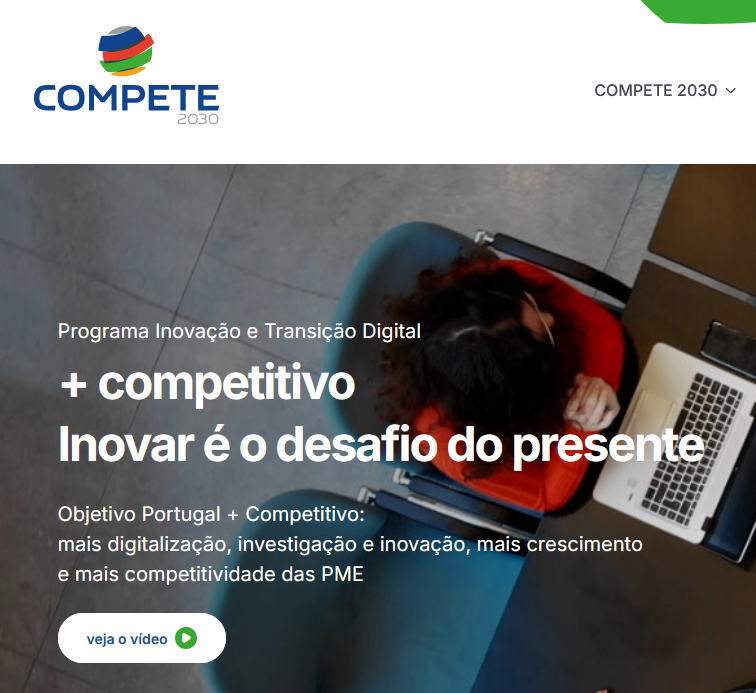 COMPETE
2030
COMPETE 2030
Programa Inovação e Transição Digital
+ competitivo
Inovar é o desafio do presente
Objetivo Portugal + Competitivo:
mais digitalização, investigação e inovação, mais crescimento
e mais competitividade das PME
veja o vídeo